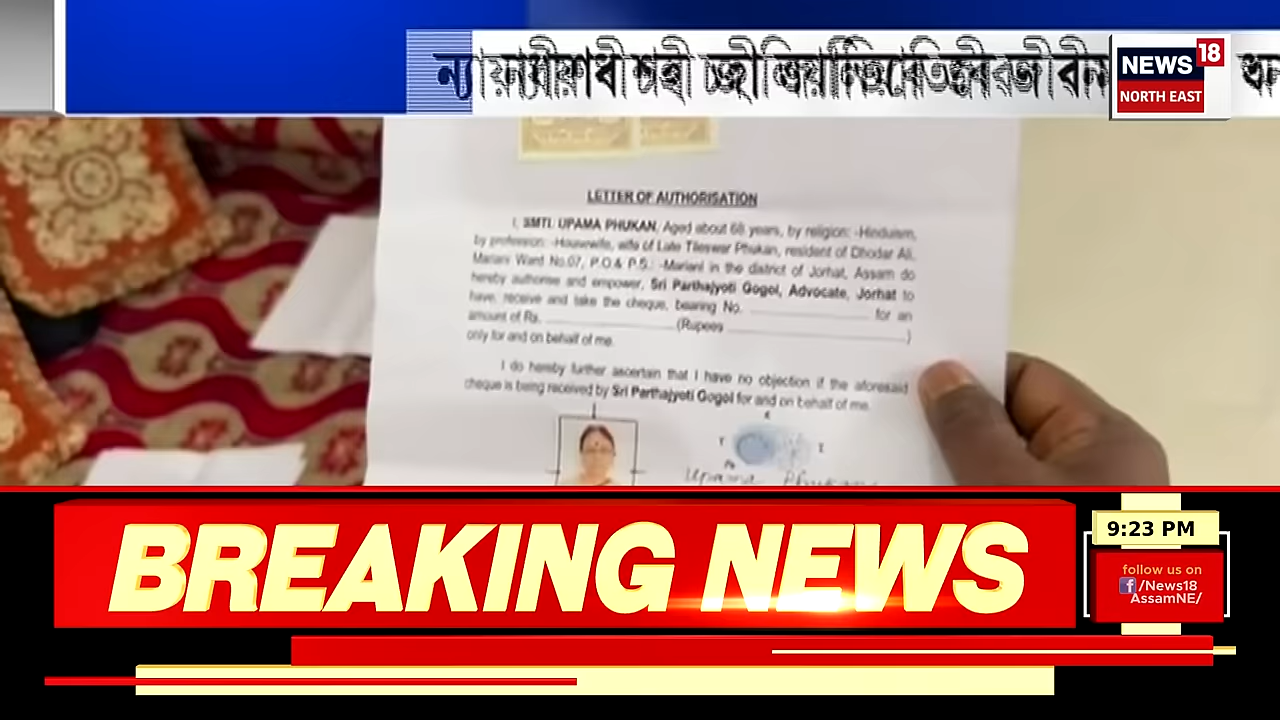 NEWS 18
NORTH EAST
LETTER OF AUTHORISATION
I, SMTI. UPAMA PHUKAN, Aged about 68 years, by religion: -Hinduism,
by profession: -Housewife, wife of Late Tileswar Phukan, resident of Dhodar Ali,
Mariani Ward No.07, P.O.& P.S.: -Mariani in the district of Jorhat, Assam do
hereby authorise and empower, Sri Parthajyoti Gogoi, Advocate, Jorhat to
have, receive and take the cheque, bearing No. ____________ for an
amount of Rs. ____________ (Rupees ____________)
only for and on behalf of me.
I do hereby further ascertain that I have no objection if the aforesaid
cheque is being received by Sri Parthajyoti Gogoi for and on behalf of me.
Upama Phukan
BREAKING NEWS
9:23 PM
follow us on
/News18
AssamNE/